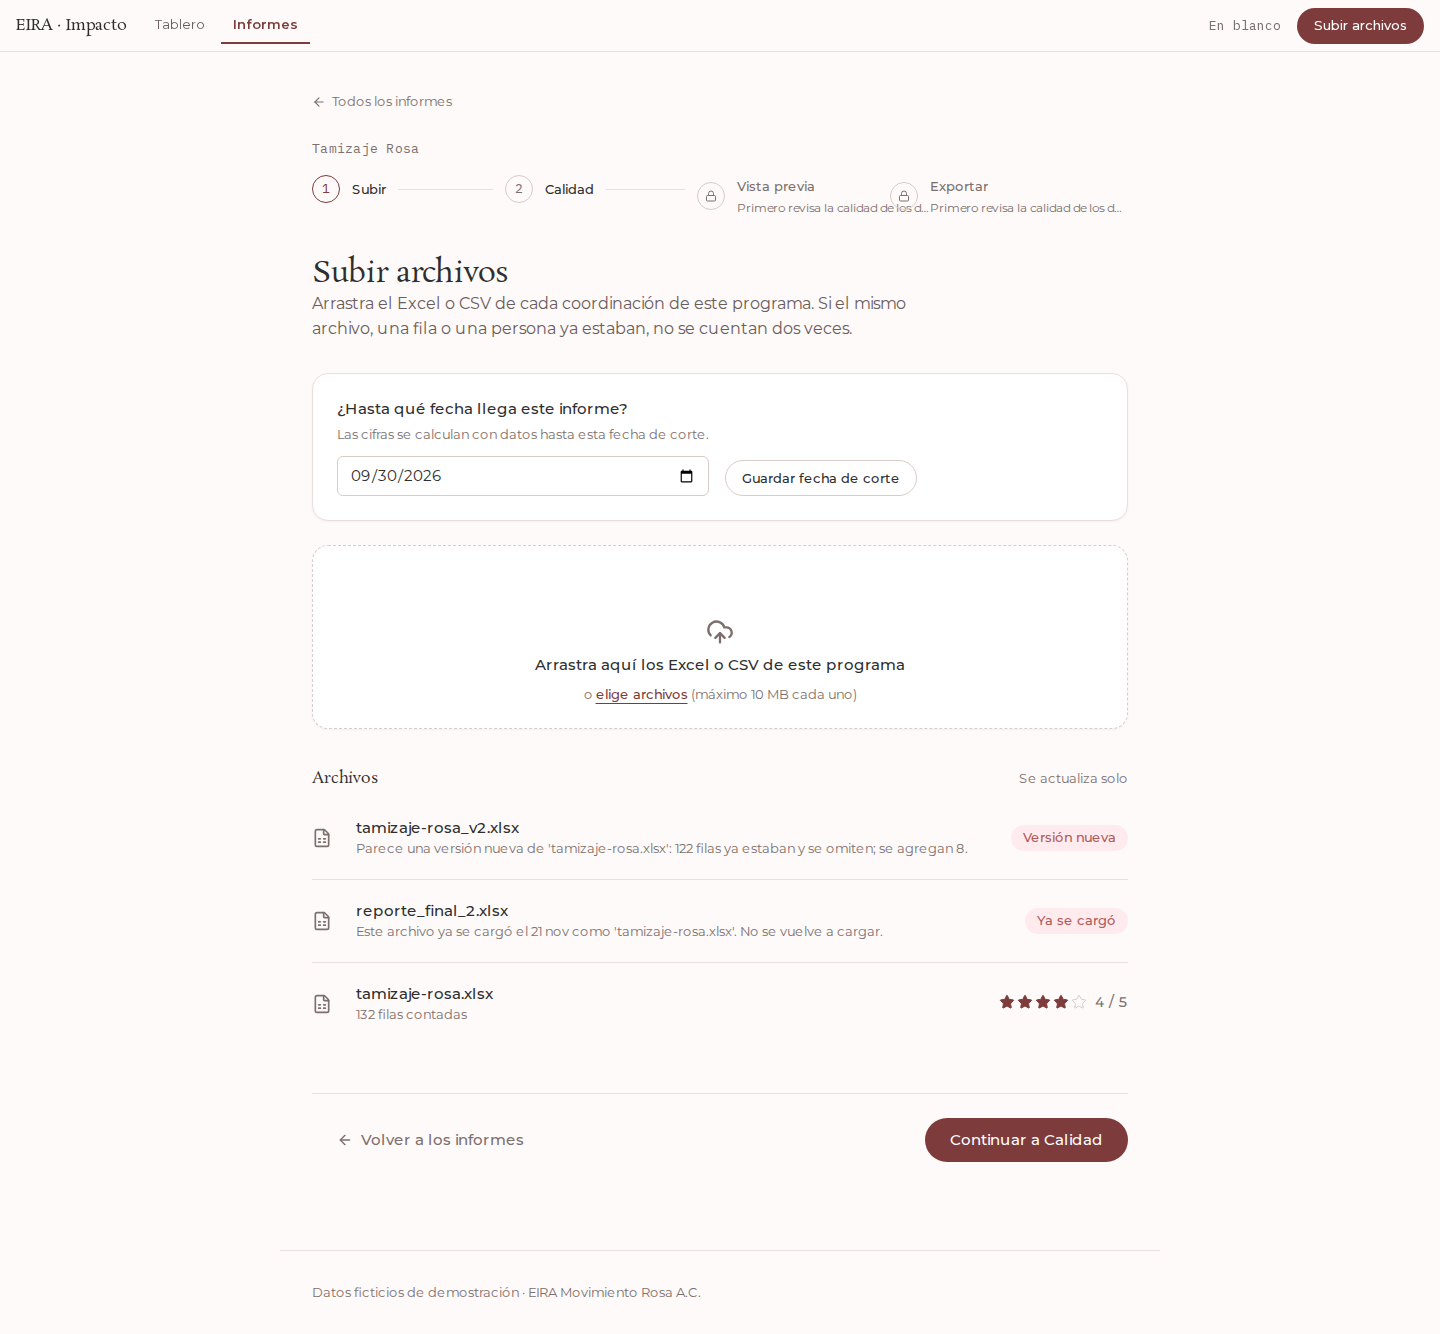 EIRA · Impacto
Tablero
Informes
En blanco
Subir archivos
Todos los informes
Tamizaje Rosa
1 Subir
2 Calidad
Vista previa
Primero revisa la calidad de los d...
Exportar
Primero revisa la calidad de los d...
Subir archivos
Arrastra el Excel o CSV de cada coordinación de este programa. Si el mismo
archivo, una fila o una persona ya estaban, no se cuentan dos veces.
¿Hasta qué fecha llega este informe?
Las cifras se calculan con datos hasta esta fecha de corte.
09/30/2026
Guardar fecha de corte
Arrastra aquí los Excel o CSV de este programa
o elige archivos (máximo 10 MB cada uno)
Archivos
Se actualiza solo
tamizaje-rosa_v2.xlsx
Parece una versión nueva de 'tamizaje-rosa.xlsx': 122 filas ya estaban y se omiten; se agregan 8.
Versión nueva
reporte_final_2.xlsx
Este archivo ya se cargó el 21 nov como 'tamizaje-rosa.xlsx'. No se vuelve a cargar.
Ya se cargó
tamizaje-rosa.xlsx
132 filas contadas
4 / 5
Volver a los informes
Continuar a Calidad
Datos ficticios de demostración · EIRA Movimiento Rosa A.C.